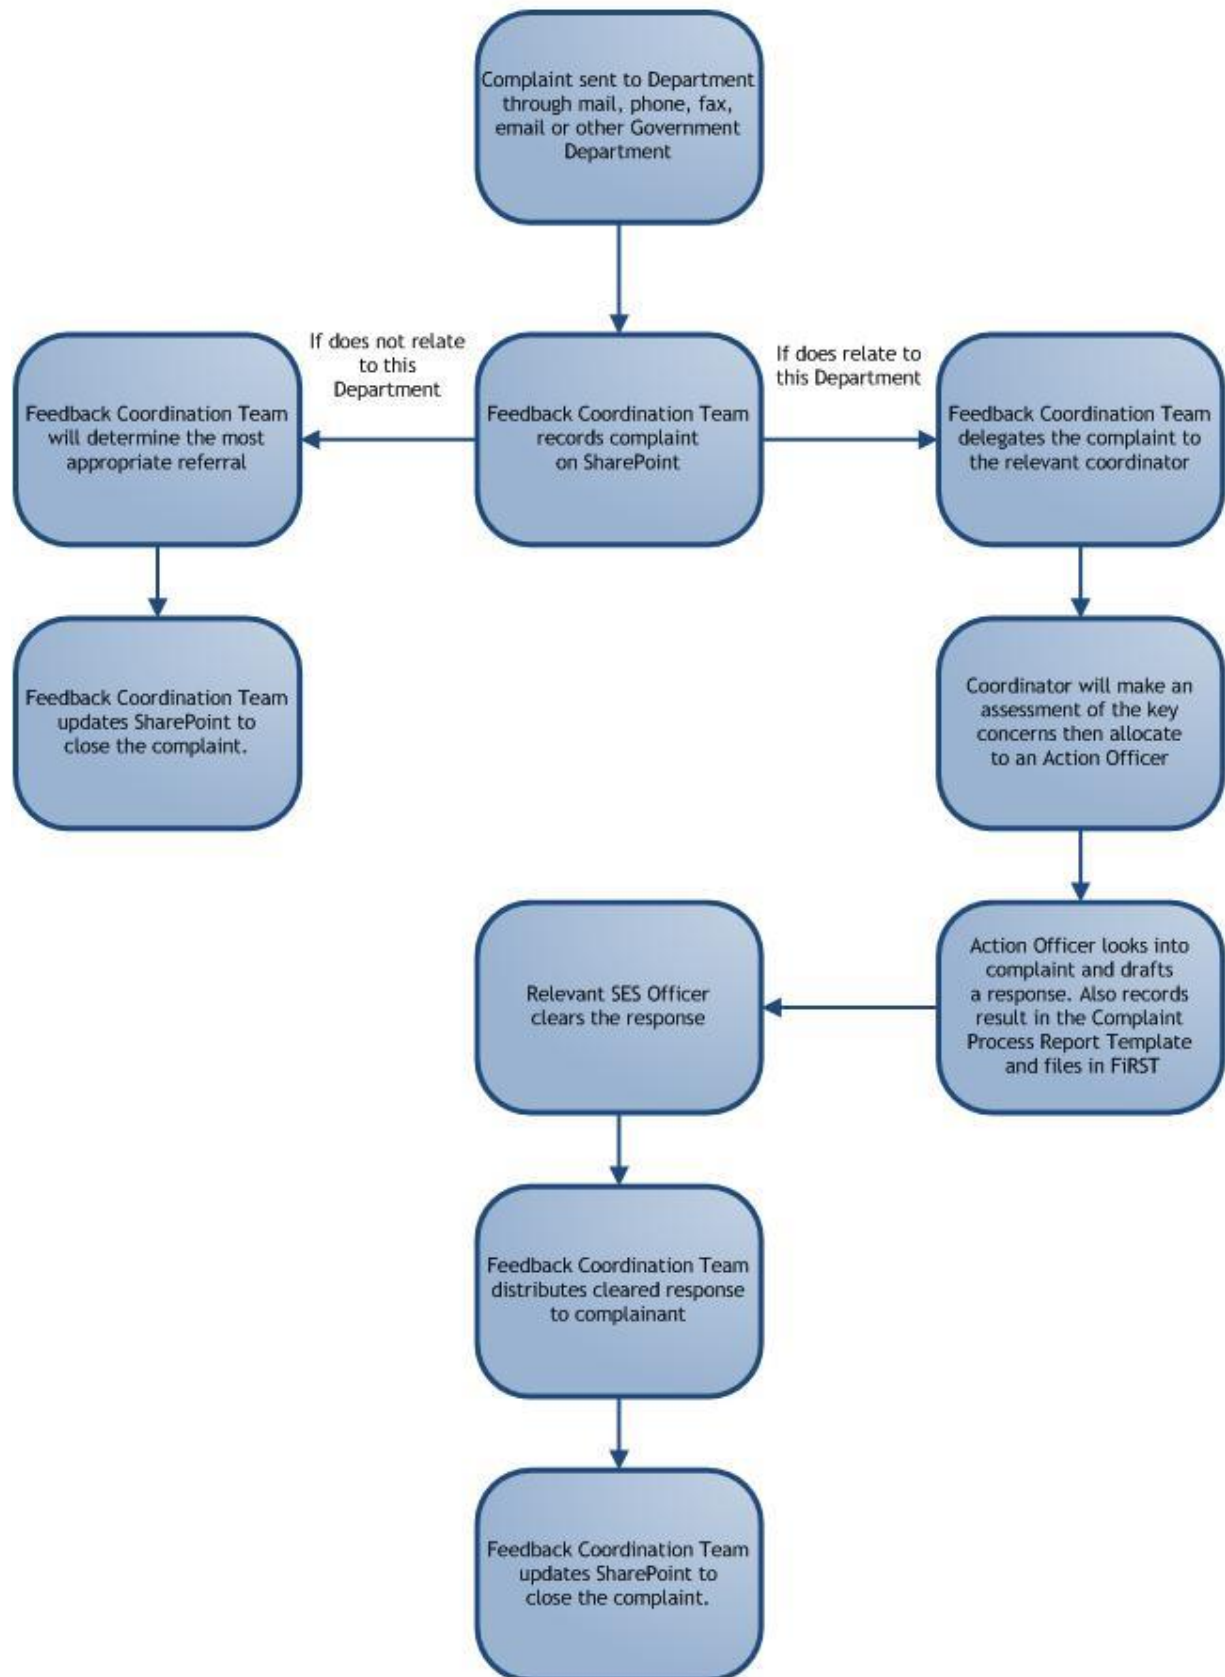 Complaint sent to Department
through mail, phone, fax,
email or other Government
Department
If does not relate
to this
Department
If does relate to
this Department
Feedback Coordination Team
will determine the most
appropriate referral
Feedback Coordination Team
records complaint
on SharePoint
Feedback Coordination Team
delegates the complaint to
the relevant coordinator
Feedback Coordination Team
updates SharePoint to
close the complaint.
Coordinator will make an
assessment of the key
concerns then allocate
to an Action Officer
Relevant SES Officer
clears the response
Action Officer looks into
complaint and drafts
a response. Also records
result in the Complaint
Process Report Template
and files in FiRST
Feedback Coordination Team
distributes cleared response
to complainant
Feedback Coordination Team
updates SharePoint to
close the complaint.